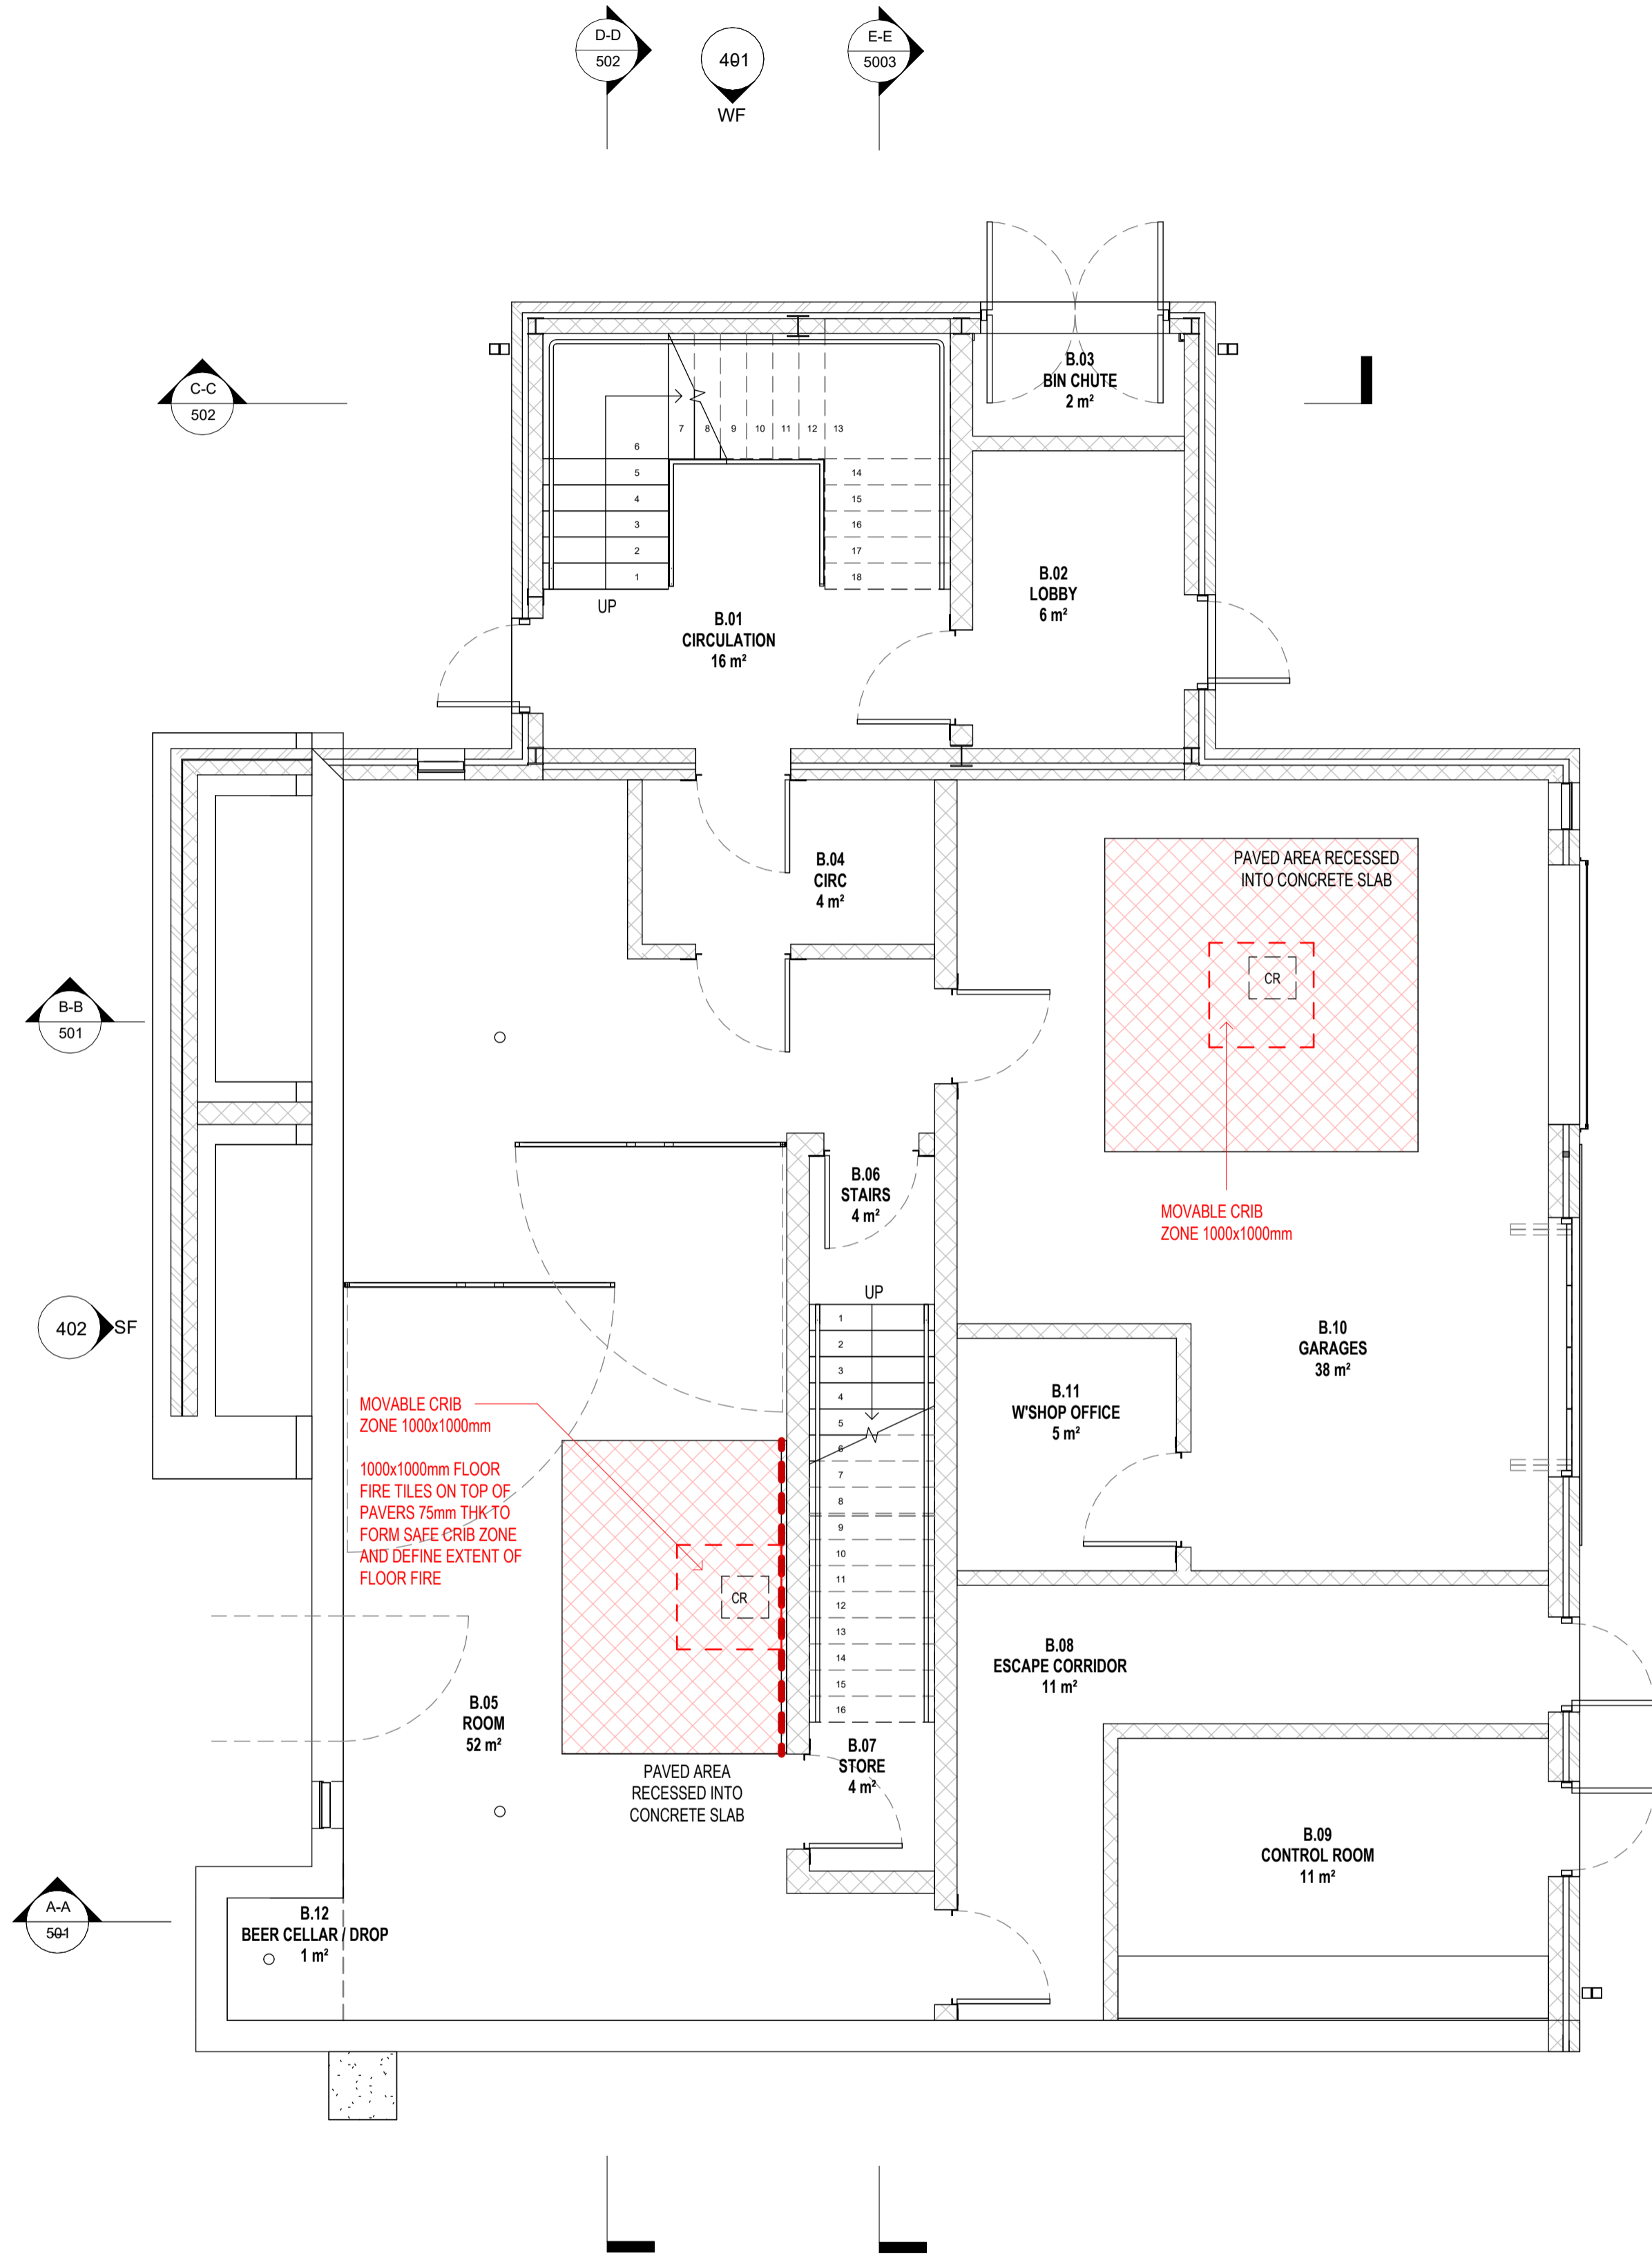 D-D
502
401
WF
E-E
5003
C-C
502
B.03
BIN CHUTE
2 m²
7 8 9 10 11 12 13
6
5
4
3
2
1
14
15
16
17
18
UP
B.02
LOBBY
6 m²
B.01
CIRCULATION
16 m²
B.04
CIRC
4 m²
PAVED AREA RECESSED
INTO CONCRETE SLAB
CR
B-B
501
B.06
STAIRS
4 m²
MOVABLE CRIB
ZONE 1000x1000mm
UP
1
2
3
4
5
6
7
8
9
10
11
12
13
14
15
16
402
SF
B.10
GARAGES
38 m²
B.11
W'SHOP OFFICE
5 m²
MOVABLE CRIB
ZONE 1000x1000mm
1000x1000mm FLOOR
FIRE TILES ON TOP OF
PAVERS 75mm THK TO
FORM SAFE CRIB ZONE
AND DEFINE EXTENT OF
FLOOR FIRE
CR
B.08
ESCAPE CORRIDOR
11 m²
B.05
ROOM
52 m²
B.07
STORE
4 m²
PAVED AREA
RECESSED INTO
CONCRETE SLAB
B.09
CONTROL ROOM
11 m²
A-A
501
B.12
BEER CELLAR / DROP
1 m²